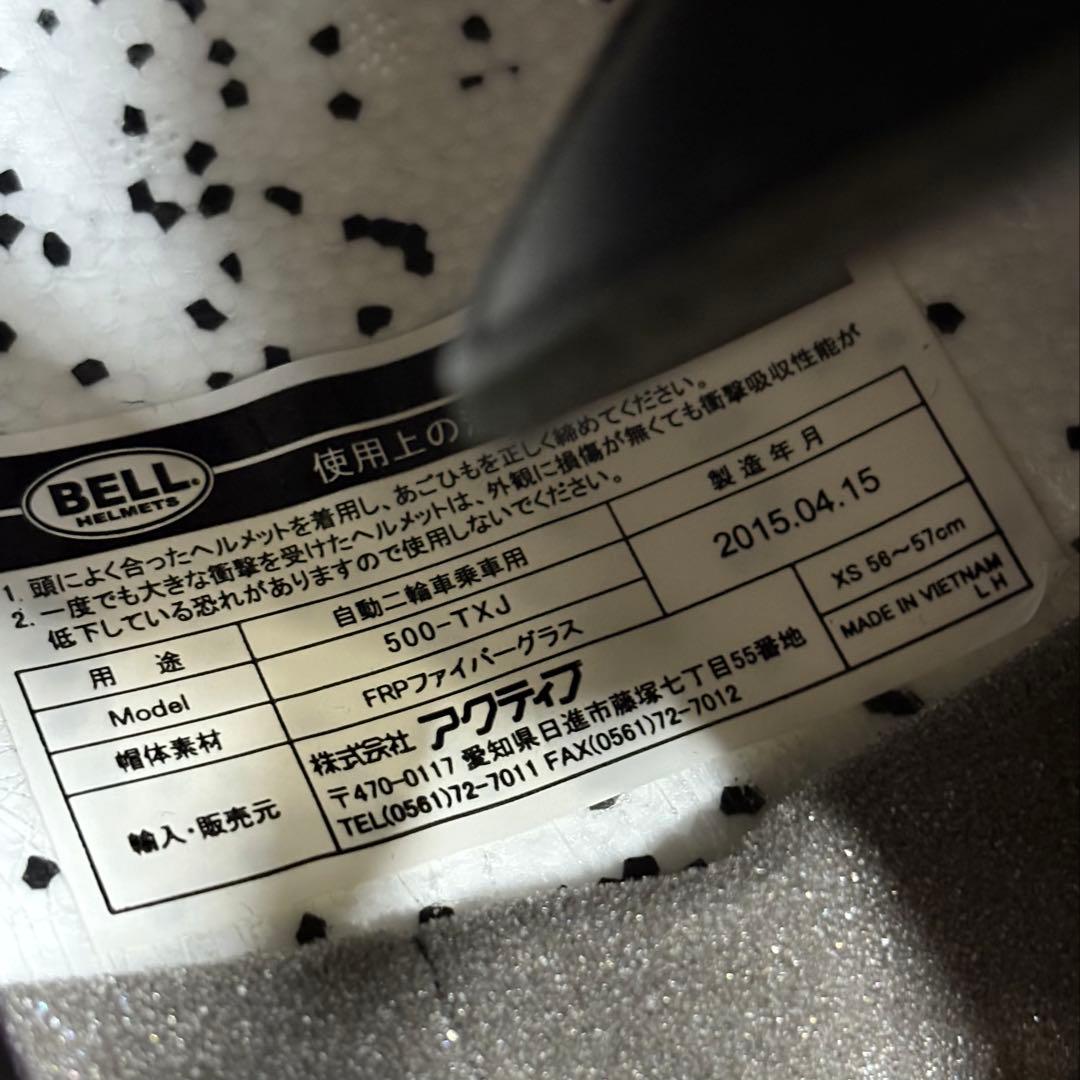 BELL.
HELMETS
使用上の
1. 頭によく合ったヘルメットを着用し、あごひもを正しく締めてください。
2. 一度でも大きな衝撃を受けたヘルメットは、外観に損傷が無くても衝撃吸収性能が
低下している恐れがありますので使用しないでください。
用 途
自動二輪車乗車用
製造年月
Model
500-TXJ
2015.04.15
帽体素材
FRPファイバーグラス
XS 56~57cm
輸入・販売元
株式会社 アクティブ
MADE IN VIETNAM
LH
〒470-0117 愛知県日進市藤塚七丁目55番地
TEL(0561)72-7011 FAX(0561)72-7012